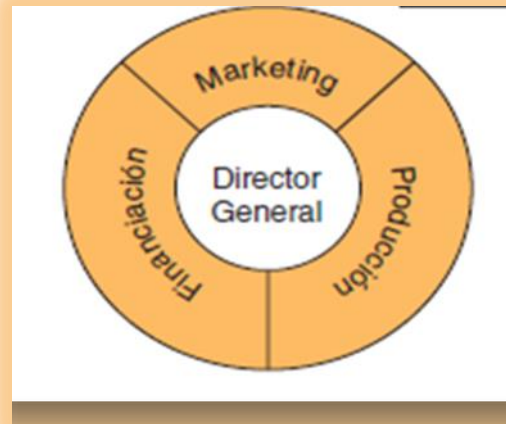 Marketing
Director
General
Financiación
Producción